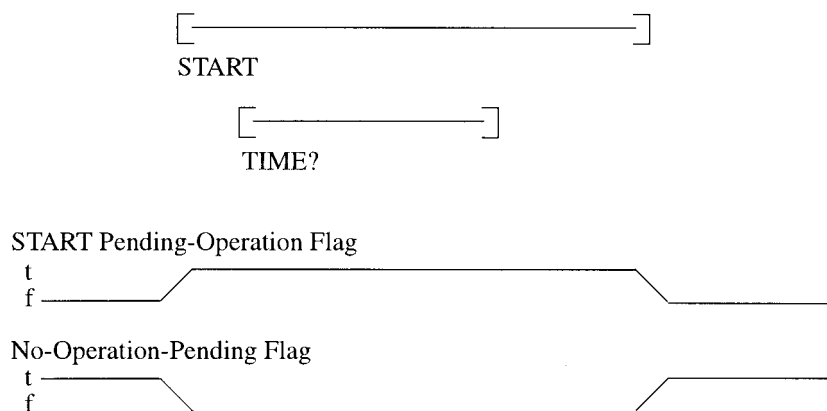 START
TIME?
START Pending-Operation Flag
t
f
No-Operation-Pending Flag
t
f